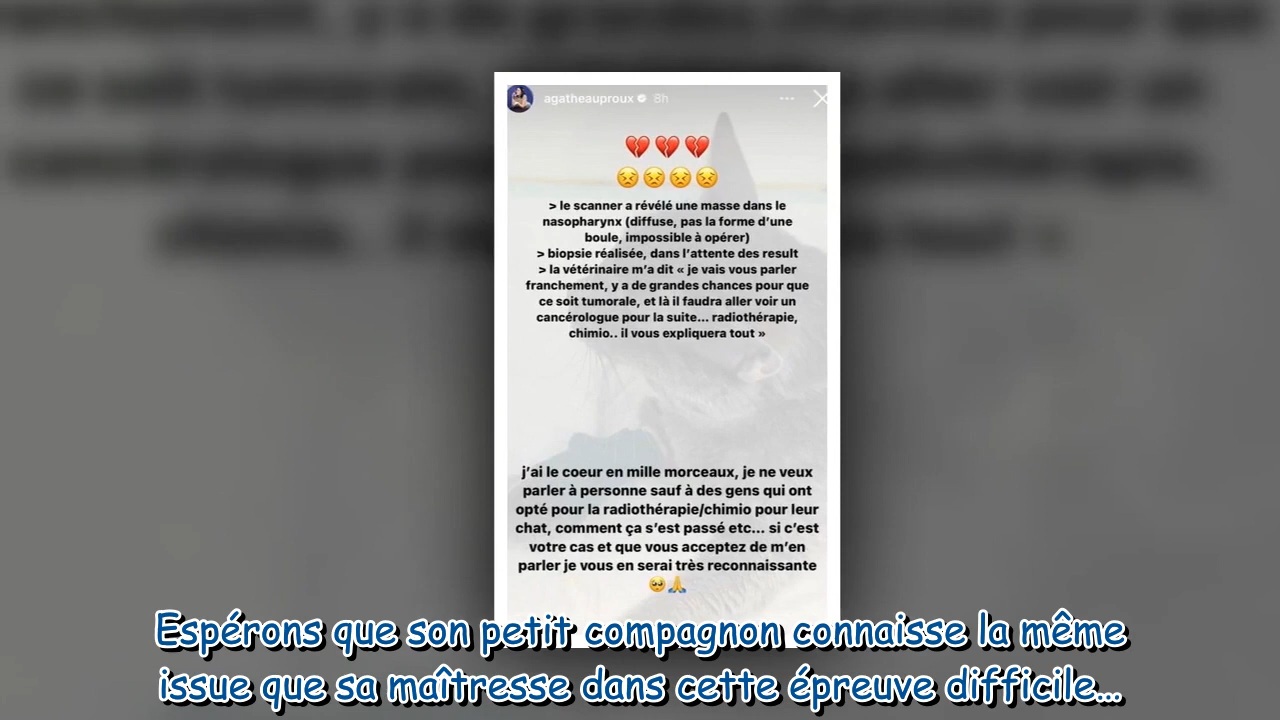 agatheauproux 8h
> le scanner a révélé une masse dans le
nasopharynx (diffuse, pas la forme d'une
boule, impossible à opérer)
> biopsie réalisée, dans l'attente des result
> la vétérinaire m'a dit « je vais vous parler
franchement, y a de grandes chances pour que
ce soit tumorale, et là il faudra aller voir un
cancérologue pour la suite... radiothérapie,
chimio.. il vous expliquera tout »
j'ai le coeur en mille morceaux, je ne veux
parler à personne sauf à des gens qui ont
opté pour la radiothérapie/chimio pour leur
chat, comment ça s'est passé etc... si c'est
votre cas et que vous acceptez de m'en
parler je vous en serai très reconnaissante
Espérons que son petit compagnon connaisse la même
issue que sa maîtresse dans cette épreuve difficile...